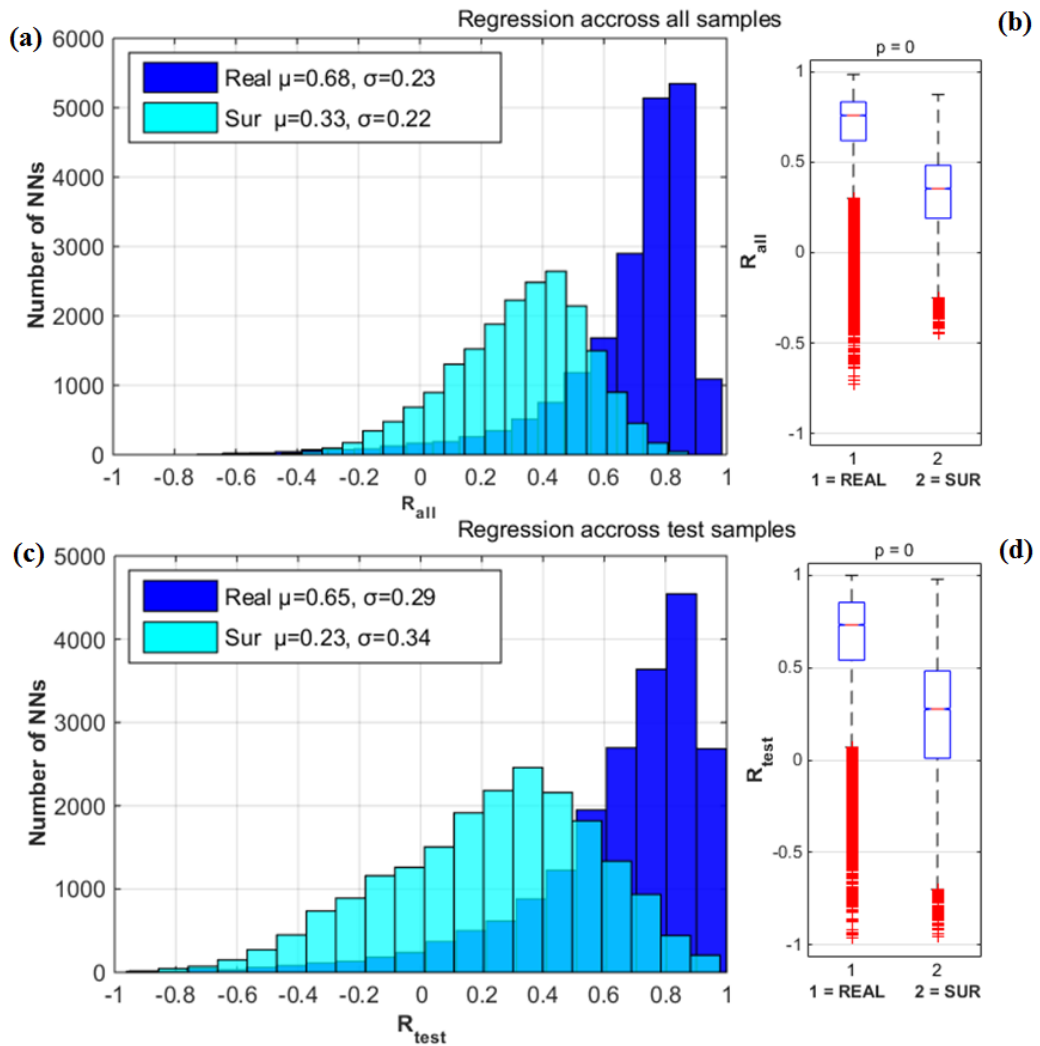 Regression accross all samples
(a)
(b)
6000
5000
4000
3000
2000
1000
0
Number of NNs
Real μ=0.68, σ=0.23
Sur μ=0.33, σ=0.22
-1 -0.8 -0.6 -0.4 -0.2 0 0.2 0.4 0.6 0.8 1
R_all
p = 0
1
0.5
0
-0.5
-1
R_all
1 2
1 = REAL 2 = SUR
Regression accross test samples
(c)
(d)
5000
4000
3000
2000
1000
0
Number of NNs
Real μ=0.65, σ=0.29
Sur μ=0.23, σ=0.34
-1 -0.8 -0.6 -0.4 -0.2 0 0.2 0.4 0.6 0.8 1
R_test
p = 0
1
0.5
0
-0.5
-1
R_test
1 2
1 = REAL 2 = SUR